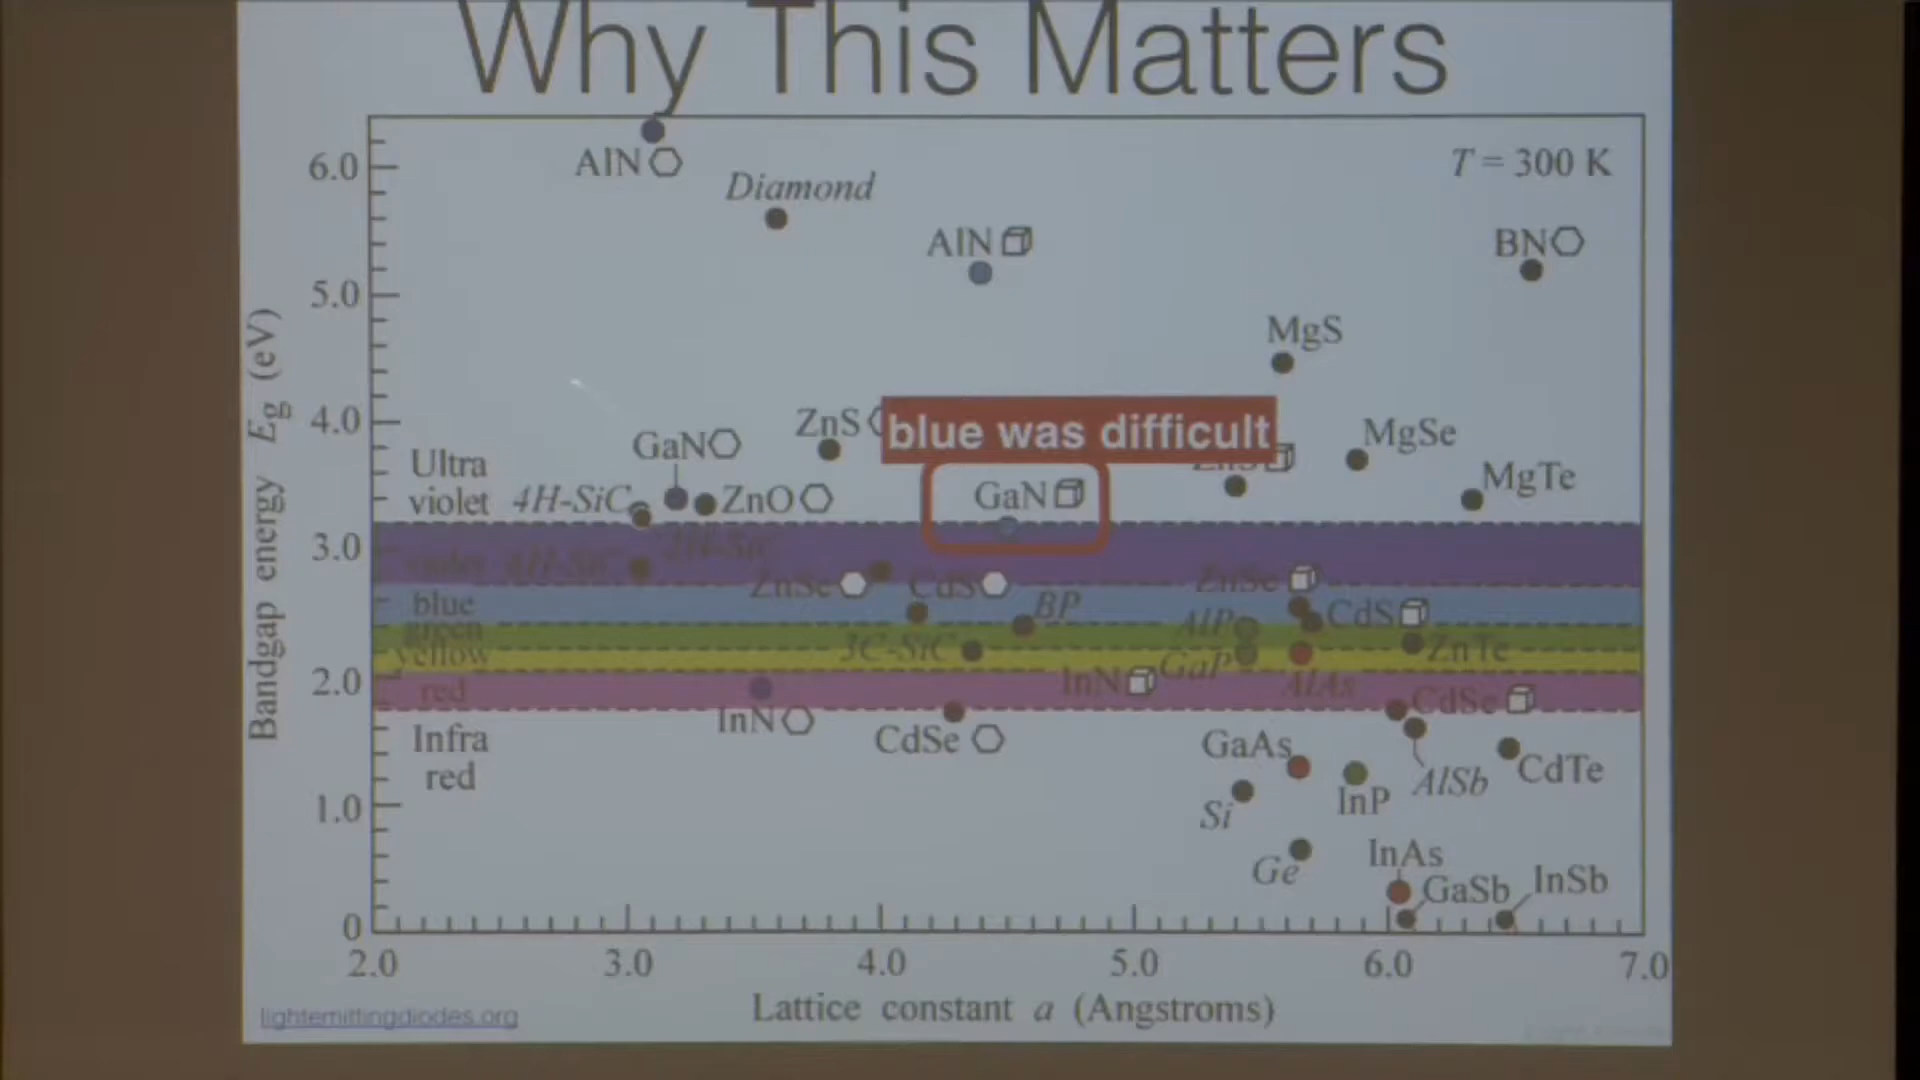 Why This Matters
6.0
5.0
4.0
3.0
2.0
1.0
0
Bandgap energy Eg (eV)
T = 300 K
AlN
Diamond
AlN
BN
MgS
ZnS
blue was difficult
MgSe
GaN
ZnS
Ultra
violet
4H-SiC
ZnO
GaN
MgTe
violet
6H-SiC
2H-SiC
ZnSe
CdS
ZnSe
blue
BP
CdS
green
AlP
yellow
3C-SiC
ZnTe
GaP
red
InN
AlAs
CdSe
InN
CdSe
Infra
red
GaAs
AlSb
CdTe
Si
InP
Ge
InAs
GaSb
InSb
2.0 3.0 4.0 5.0 6.0 7.0
Lattice constant a (Angstroms)
lightemittingdiodes.org